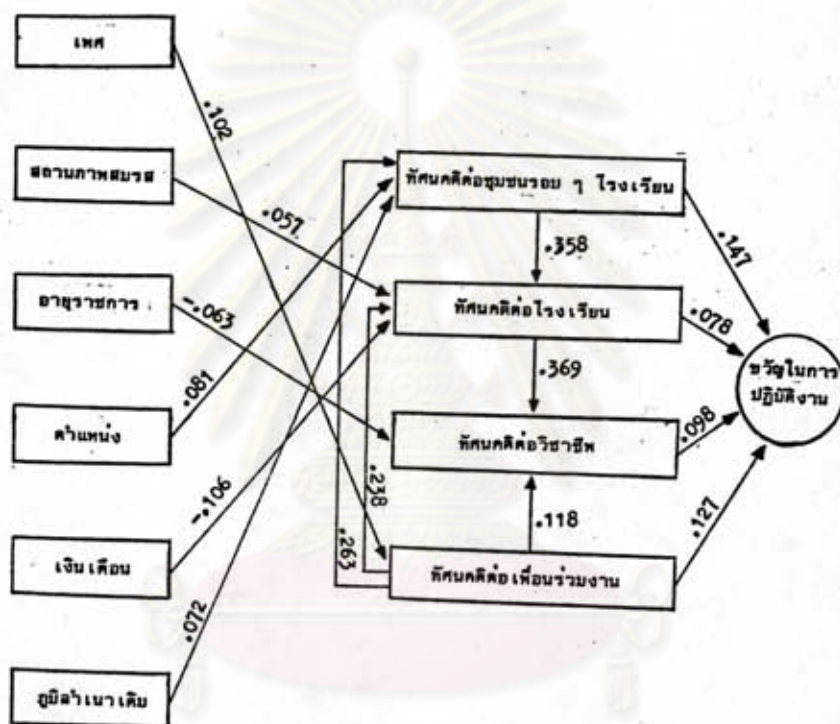 เพศ
.102
สถานภาพสมรส
ทัศนคติต่อชุมชนรอบ ๆ โรงเรียน
.057
.358
.147
อายุราชการ
-.063
ทัศนคติต่อโรงเรียน
.078
.369
ขวัญในการ
ปฏิบัติงาน
.081
ตำแหน่ง
ทัศนคติต่อวิชาชีพ
.098
-.106
.238
.118
.127
.263
เงินเดือน
ทัศนคติต่อเพื่อนร่วมงาน
.072
ภูมิลำเนาเดิม